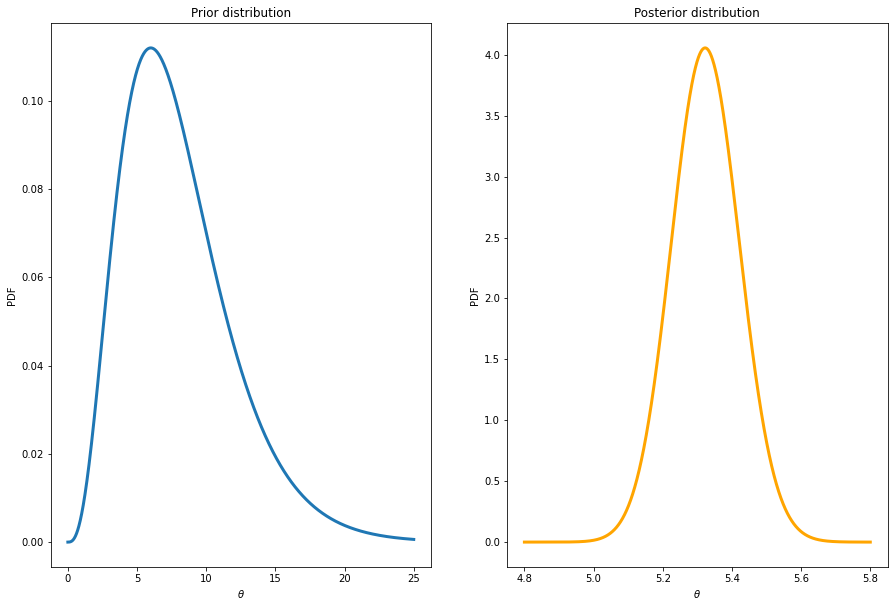 Prior distribution
PDF
0.10
0.08
0.06
0.04
0.02
0.00
0 5 10 15 20 25
θ
Posterior distribution
PDF
4.0
3.5
3.0
2.5
2.0
1.5
1.0
0.5
0.0
4.8 5.0 5.2 5.4 5.6 5.8
θ